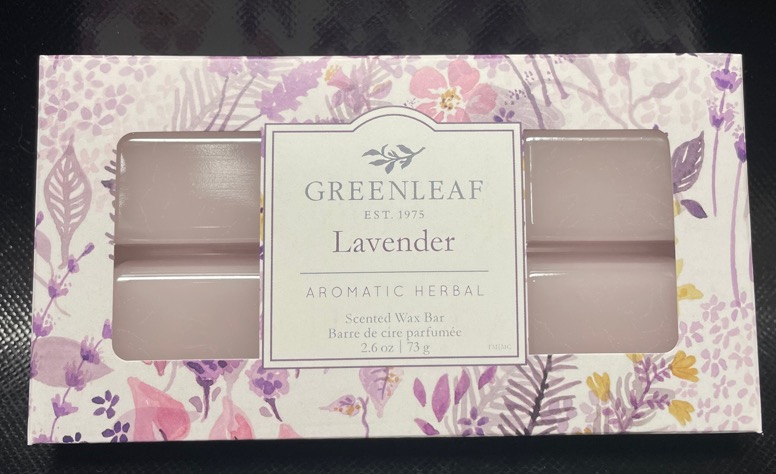 GREENLEAF
EST. 1975
Lavender
AROMATIC HERBAL
Scented Wax Bar
Barre de cire parfumée
2.6 oz | 73 g